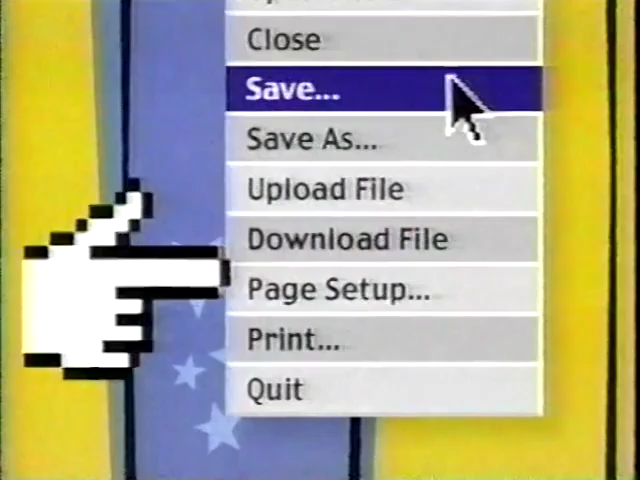 Close
Save...
Save As...
Upload File
Download File
Page Setup...
Print...
Quit